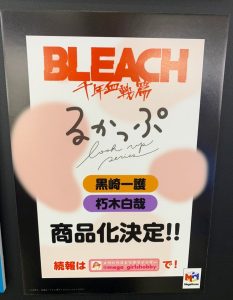 BLEACH
千年血戦篇
るかっぷ
look up
series
黒崎一護
朽木白哉
商品化決定!!
続報は @mega_girlshobby で!
MegaHouse